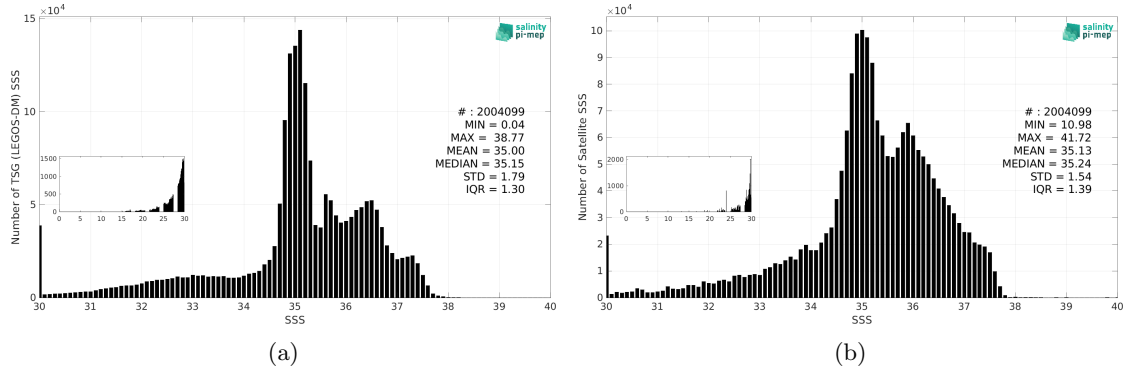 ×10⁴
15
10
5
0
30 31 32 33 34 35 36 37 38 39 40
SSS
Number of TSG (LEGOS-DM) SSS
salinity
pi-mep
# : 2004099
MIN = 0.04
MAX = 38.77
MEAN = 35.00
MEDIAN = 35.15
STD = 1.79
IQR = 1.30
1500
1000
500
0
0 5 10 15 20 25 30
(a)
×10⁴
10
9
8
7
6
5
4
3
2
1
0
30 31 32 33 34 35 36 37 38 39 40
SSS
Number of Satellite SSS
salinity
pi-mep
# : 2004099
MIN = 10.98
MAX = 41.72
MEAN = 35.13
MEDIAN = 35.24
STD = 1.54
IQR = 1.39
2000
1000
0
0 5 10 15 20 25 30
(b)